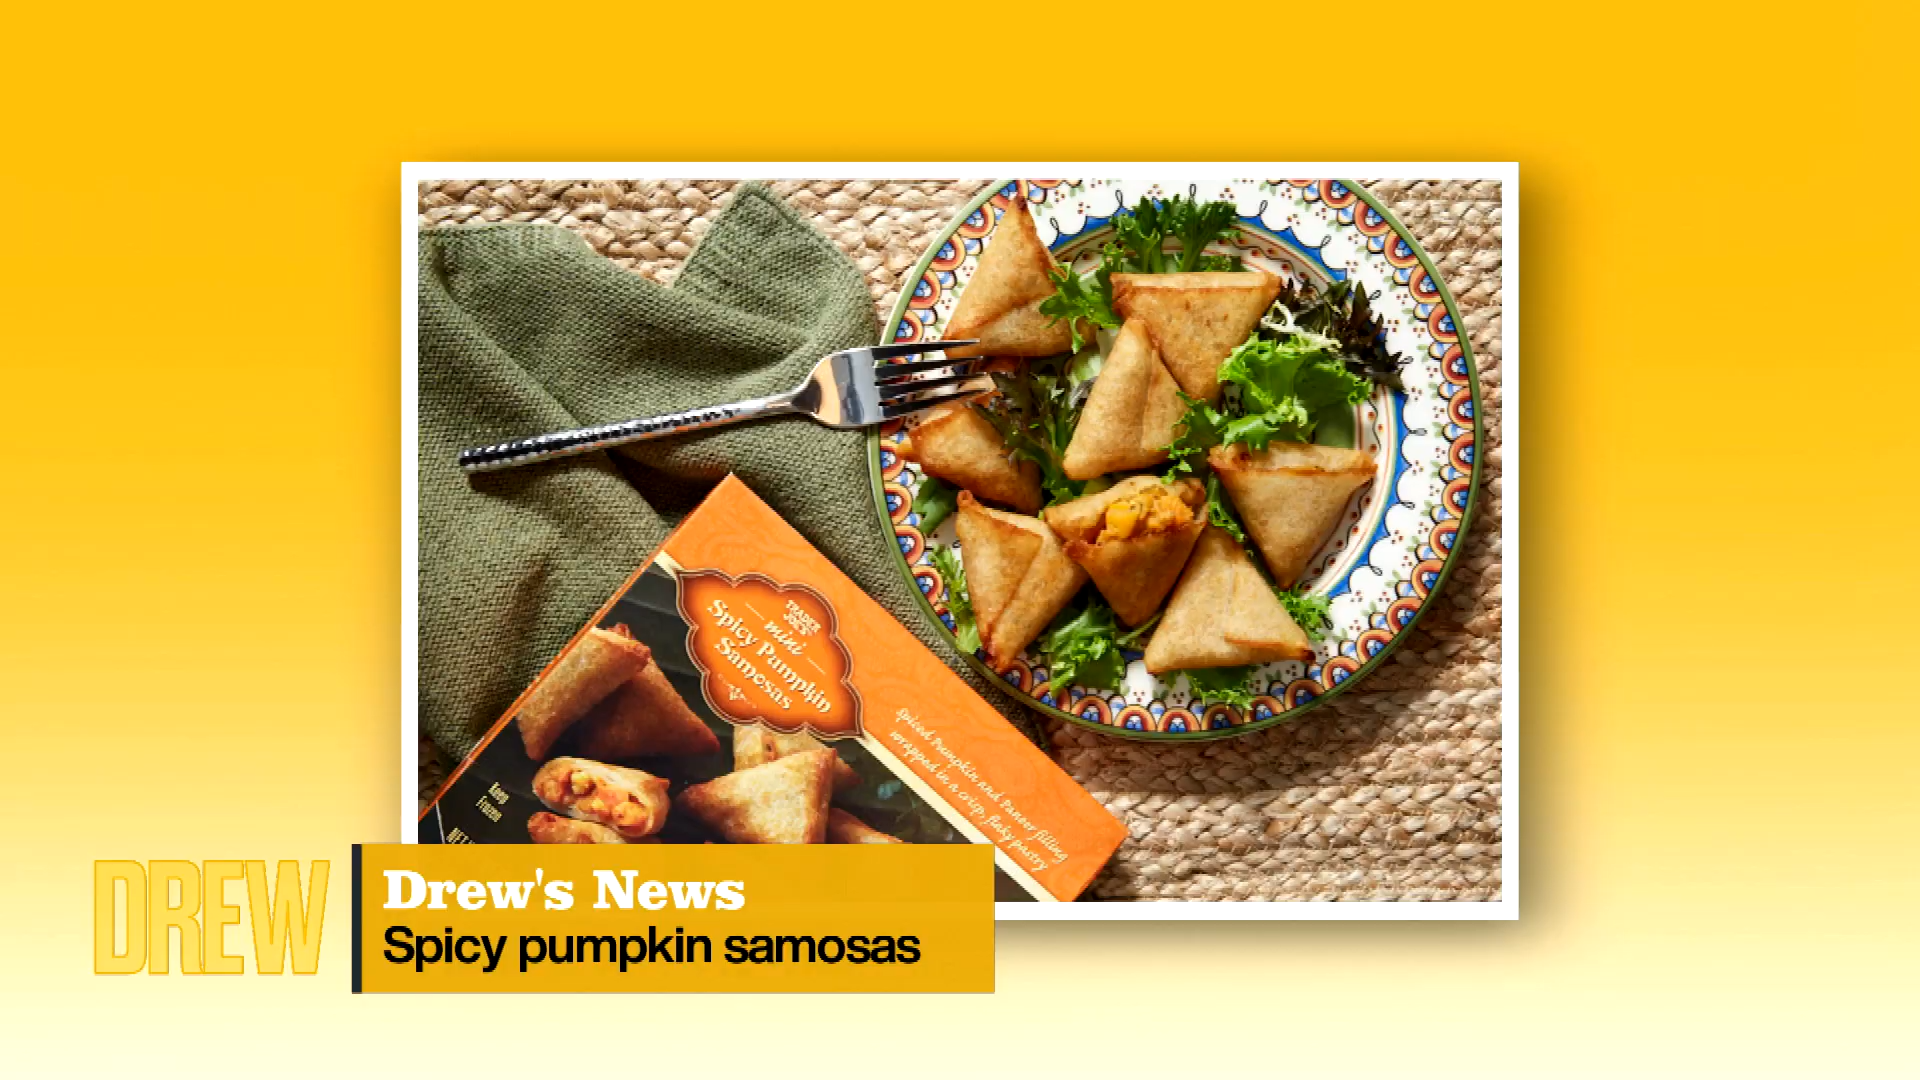 TRADER
JOE'S
mini
Spicy Pumpkin
Samosas
Spiced Pumpkin and Paneer filling
wrapped in a crisp, flaky pastry
Keep
Frozen
DREW
Drew's News
Spicy pumpkin samosas